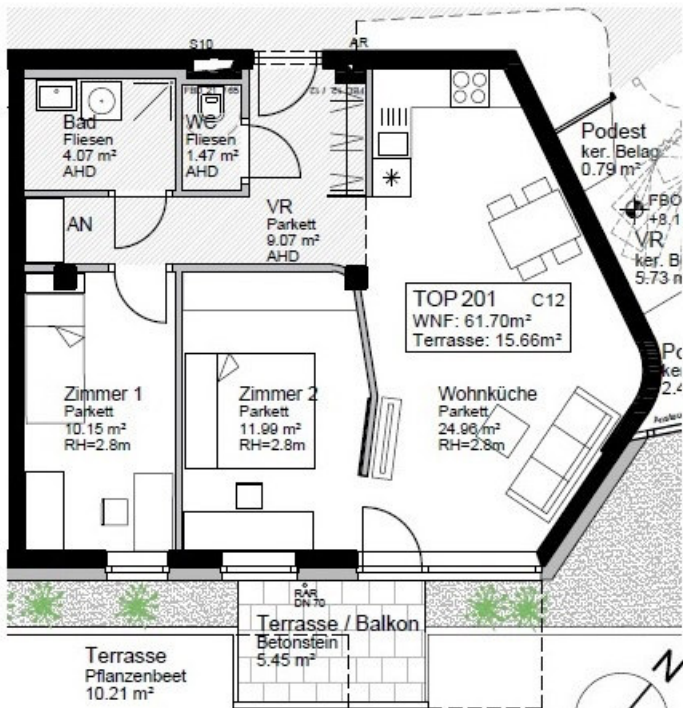 S10
AR
Bad
Fliesen
4.07 m²
AHD
WC
Fliesen
1.47 m²
AHD
Podest
ker. Belag
0.79 m²
AN
VR
Parkett
9.07 m²
AHD
VR
5.73
TOP 201 C12
WNF: 61.70m²
Terrasse: 15.66m²
Zimmer 1
Parkett
10.15 m²
RH=2.8m
Zimmer 2
Parkett
11.99 m²
RH=2.8m
Wohnküche
Parkett
24.96 m²
RH=2.8m
RAR
DN 70
Terrasse / Balkon
Betonstein
5.45 m²
Terrasse
Pflanzenbeet
10.21 m²
N